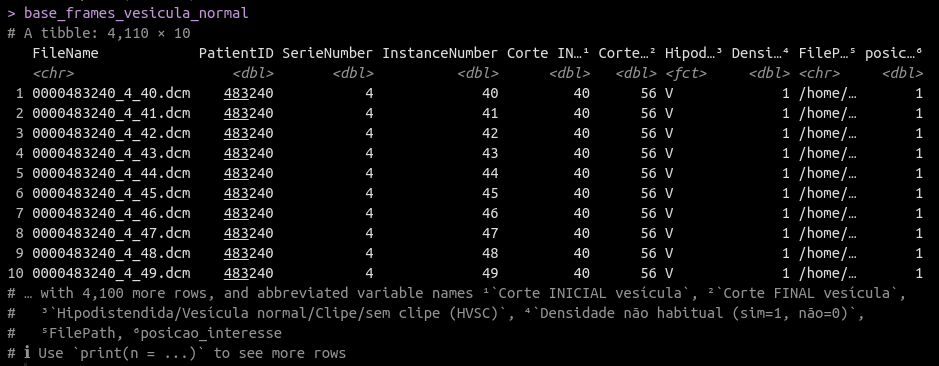 > base_frames_vesicula_normal
# A tibble: 4,110 × 10
FileName PatientID SerieNumber InstanceNumber Corte IN…¹ Corte…² Hipod…³ Densi…⁴ FileP…⁵ posic…⁶
<chr> <dbl> <dbl> <dbl> <dbl> <dbl> <fct> <dbl> <chr> <dbl>
1 0000483240_4_40.dcm 483240 4 40 40 56 V 1 /home/… 1
2 0000483240_4_41.dcm 483240 4 41 40 56 V 1 /home/… 1
3 0000483240_4_42.dcm 483240 4 42 40 56 V 1 /home/… 1
4 0000483240_4_43.dcm 483240 4 43 40 56 V 1 /home/… 1
5 0000483240_4_44.dcm 483240 4 44 40 56 V 1 /home/… 1
6 0000483240_4_45.dcm 483240 4 45 40 56 V 1 /home/… 1
7 0000483240_4_46.dcm 483240 4 46 40 56 V 1 /home/… 1
8 0000483240_4_47.dcm 483240 4 47 40 56 V 1 /home/… 1
9 0000483240_4_48.dcm 483240 4 48 40 56 V 1 /home/… 1
10 0000483240_4_49.dcm 483240 4 49 40 56 V 1 /home/… 1
# … with 4,100 more rows, and abbreviated variable names ¹`Corte INICIAL vesícula`, ²`Corte FINAL vesícula`,
# ³`Hipodistendida/Vesícula normal/Clipe/sem clipe (HVSC)`, ⁴`Densidade não habitual (sim=1, não=0)`,
# ⁵FilePath, ⁶posicao_interesse
# ℹ Use `print(n = ...)` to see more rows